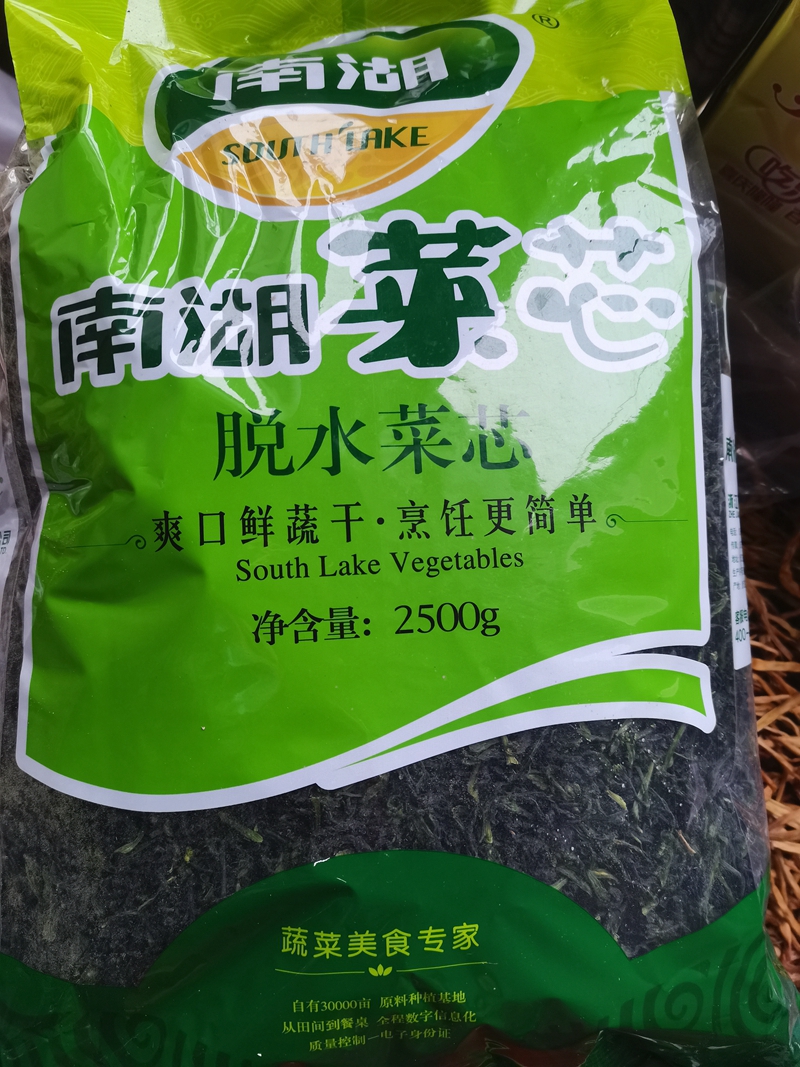 南湖
®
SOUTH LAKE
南湖菜芯
脱水菜芯
爽口鲜蔬干·烹饪更简单
South Lake Vegetables
净含量：2500g
蔬菜美食专家
自有30000亩 原料种植基地
从田间到餐桌 全程数字信息化
质量控制一电子身份证
400-